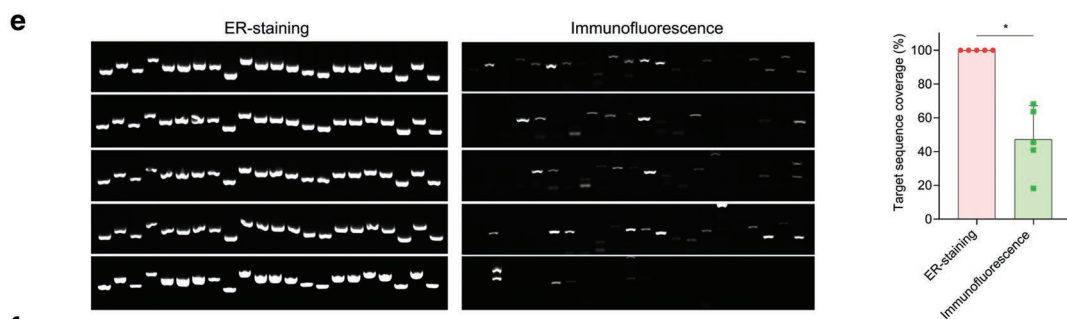 e
ER-staining
Immunofluorescence
*
Target sequence coverage (%)
100
80
60
40
20
0
ER-staining
Immunofluorescence